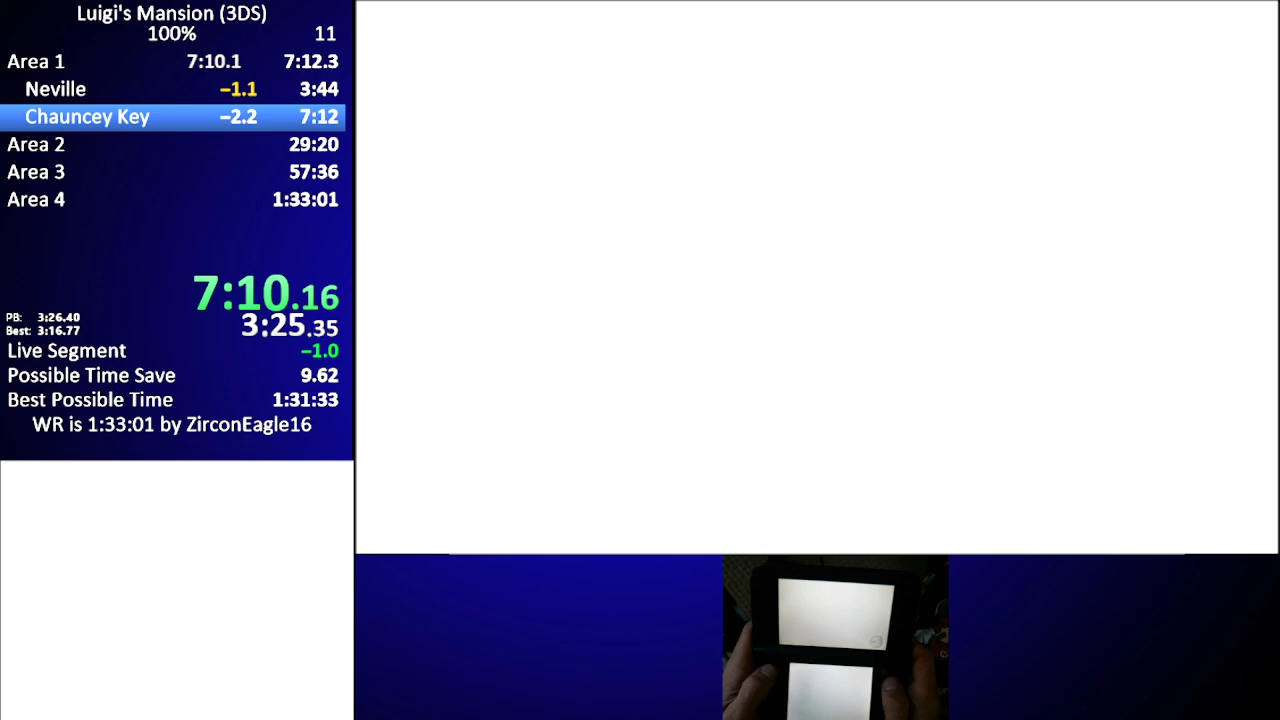 Luigi's Mansion (3DS)
100% 11
Area 1 7:10.1 7:12.3
Neville −1.1 3:44
Chauncey Key −2.2 7:12
Area 2 29:20
Area 3 57:36
Area 4 1:33:01
7:10.16
PB: 3:26.40
Best: 3:16.77
3:25.35
Live Segment −1.0
Possible Time Save 9.62
Best Possible Time 1:31:33
WR is 1:33:01 by ZirconEagle16